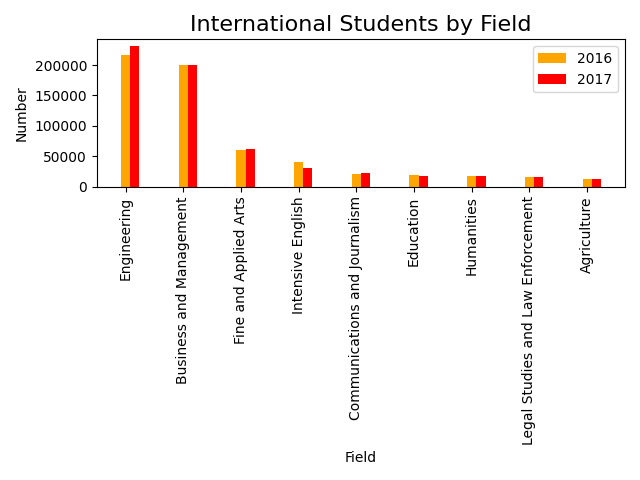 International Students by Field
Number
200000
150000
100000
50000
0
2016
2017
Engineering
Business and Management
Fine and Applied Arts
Intensive English
Communications and Journalism
Education
Humanities
Legal Studies and Law Enforcement
Agriculture
Field